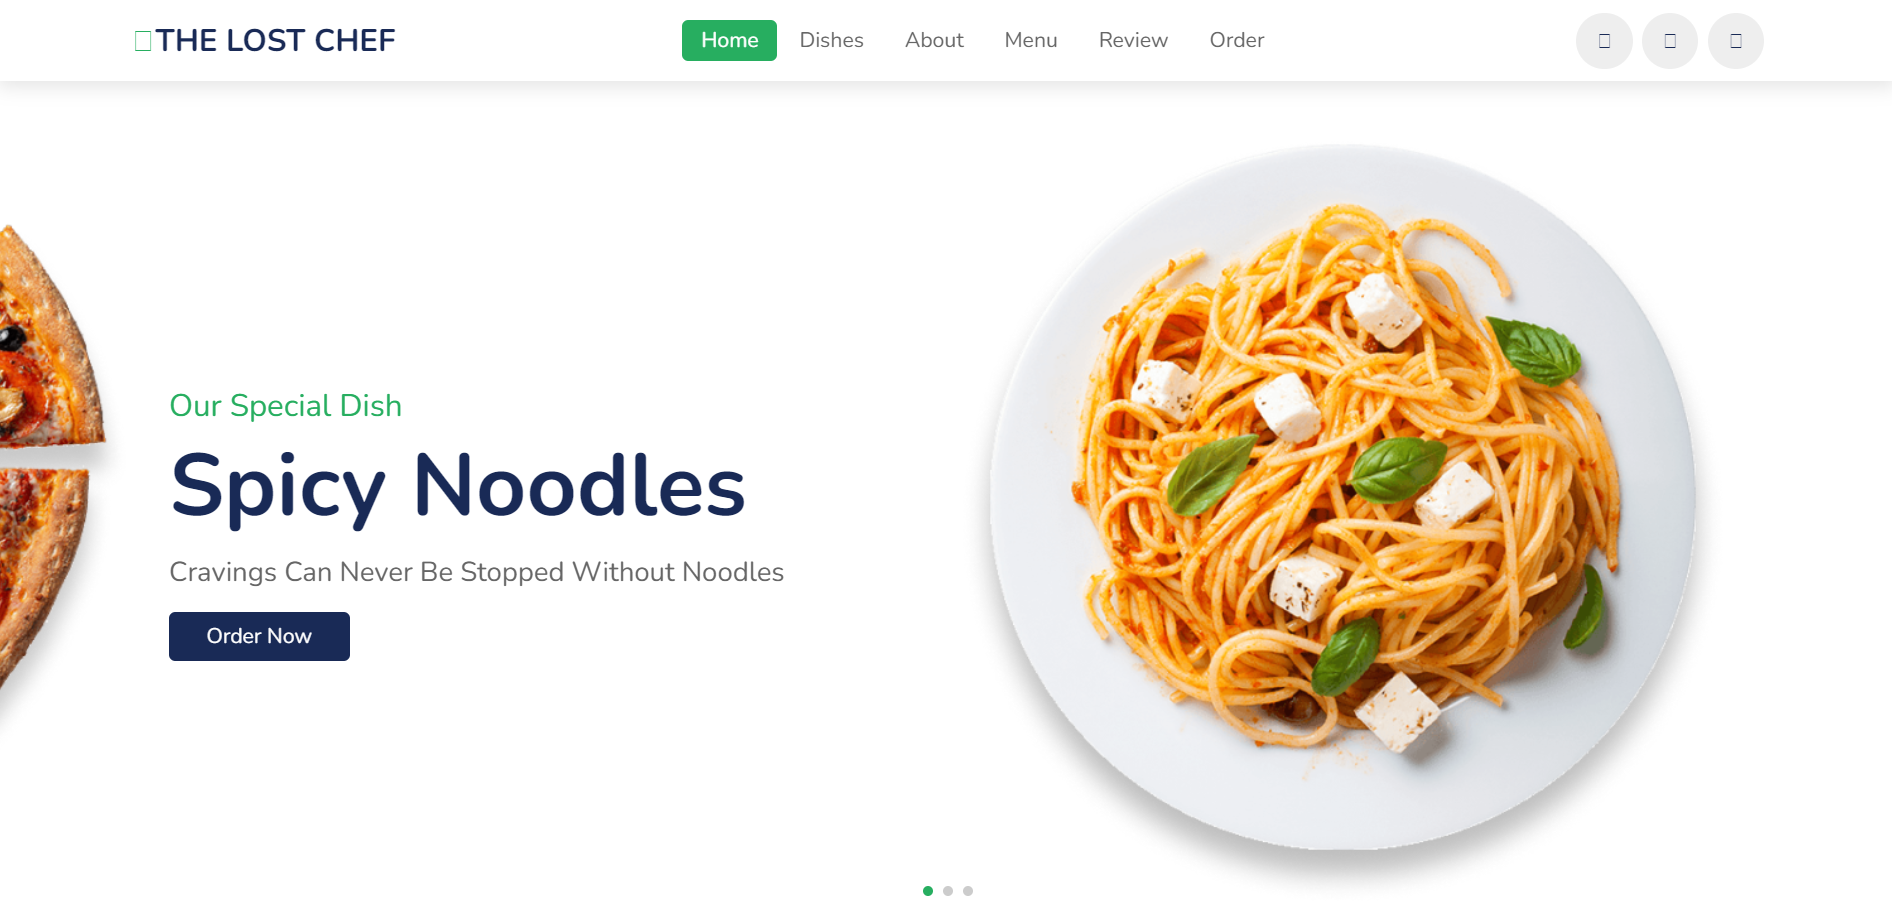 THE LOST CHEF
Home Dishes About Menu Review Order
Our Special Dish
Spicy Noodles
Cravings Can Never Be Stopped Without Noodles
Order Now